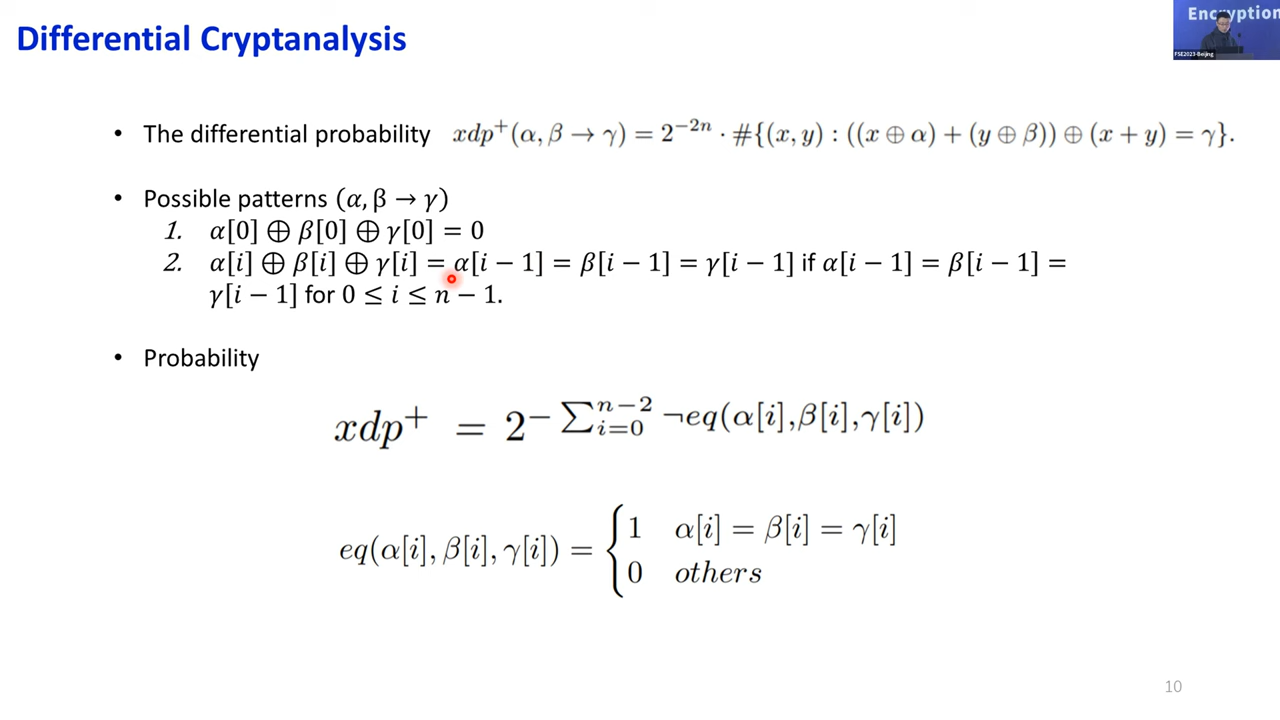 Differential Cryptanalysis
Encryption
FSE2023-Beijing
• The differential probability xdp⁺(α, β → γ) = 2⁻²ⁿ · #{(x, y) : ((x ⊕ α) + (y ⊕ β)) ⊕ (x + y) = γ}.
• Possible patterns (α, β → γ)
1. α[0] ⊕ β[0] ⊕ γ[0] = 0
2. α[i] ⊕ β[i] ⊕ γ[i] = α[i − 1] = β[i − 1] = γ[i − 1] if α[i − 1] = β[i − 1] =
γ[i − 1] for 0 ≤ i ≤ n − 1.
• Probability
xdp⁺ = 2^{− ∑_{i=0}^{n−2} ¬eq(α[i],β[i],γ[i])}
eq(α[i], β[i], γ[i]) = { 1 α[i] = β[i] = γ[i]
0 others
10